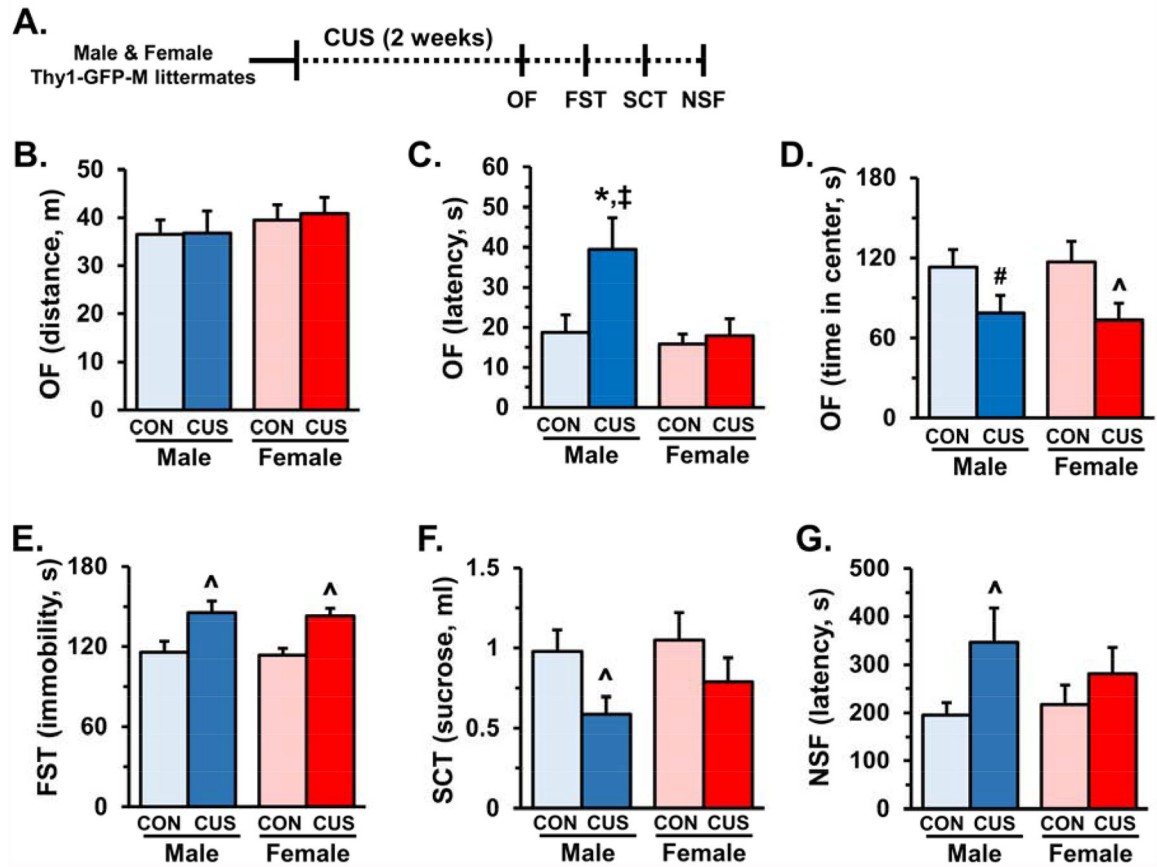 A.
Male & Female
Thy1-GFP-M littermates
CUS (2 weeks)
OF FST SCT NSF
B.
OF (distance, m)
50
40
30
20
10
0
CON CUS CON CUS
Male Female
C.
OF (latency, s)
60
50
40
30
20
10
0
*,‡
CON CUS CON CUS
Male Female
D.
OF (time in center, s)
180
120
60
0
# ^
CON CUS CON CUS
Male Female
E.
FST (immobility, s)
180
120
60
0
^ ^
CON CUS CON CUS
Male Female
F.
SCT (sucrose, ml)
1.5
1
0.5
0
^
CON CUS CON CUS
Male Female
G.
NSF (latency, s)
500
400
300
200
100
0
^
CON CUS CON CUS
Male Female